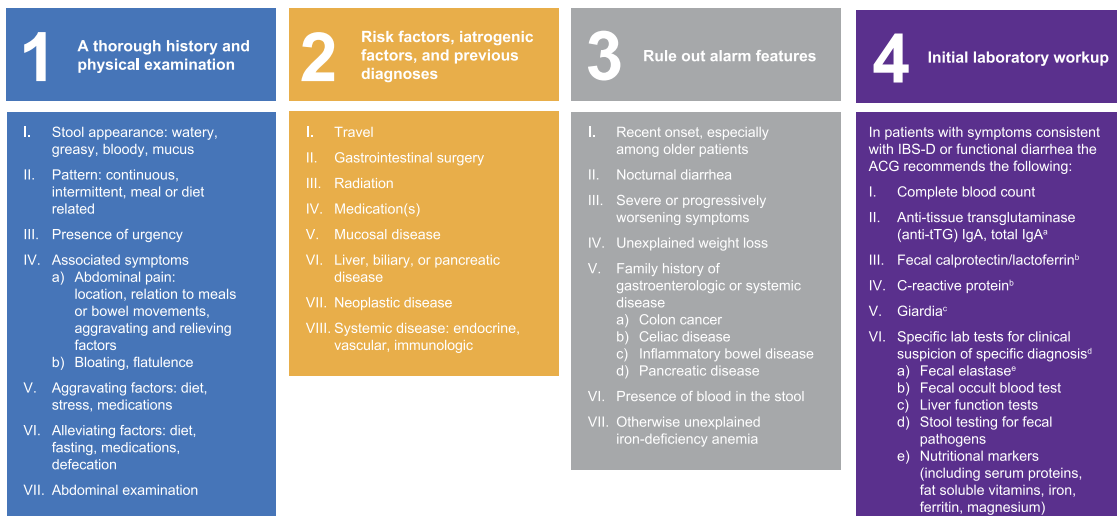 1
A thorough history and
physical examination
I. Stool appearance: watery,
greasy, bloody, mucus
II. Pattern: continuous,
intermittent, meal or diet
related
III. Presence of urgency
IV. Associated symptoms
a) Abdominal pain:
location, relation to meals
or bowel movements,
aggravating and relieving
factors
b) Bloating, flatulence
V. Aggravating factors: diet,
stress, medications
VI. Alleviating factors: diet,
fasting, medications,
defecation
VII. Abdominal examination
2
Risk factors, iatrogenic
factors, and previous
diagnoses
I. Travel
II. Gastrointestinal surgery
III. Radiation
IV. Medication(s)
V. Mucosal disease
VI. Liver, biliary, or pancreatic
disease
VII. Neoplastic disease
VIII. Systemic disease: endocrine,
vascular, immunologic
3
Rule out alarm features
I. Recent onset, especially
among older patients
II. Nocturnal diarrhea
III. Severe or progressively
worsening symptoms
IV. Unexplained weight loss
V. Family history of
gastroenterologic or systemic
disease
a) Colon cancer
b) Celiac disease
c) Inflammatory bowel disease
d) Pancreatic disease
VI. Presence of blood in the stool
VII. Otherwise unexplained
iron-deficiency anemia
4
Initial laboratory workup
In patients with symptoms consistent
with IBS-D or functional diarrhea the
ACG recommends the following:
I. Complete blood count
II. Anti-tissue transglutaminase
(anti-tTG) IgA, total IgAᵃ
III. Fecal calprotectin/lactoferrinᵇ
IV. C-reactive proteinᵇ
V. Giardiaᶜ
VI. Specific lab tests for clinical
suspicion of specific diagnosisᵈ
a) Fecal elastaseᵉ
b) Fecal occult blood test
c) Liver function tests
d) Stool testing for fecal
pathogens
e) Nutritional markers
(including serum proteins,
fat soluble vitamins, iron,
ferritin, magnesium)